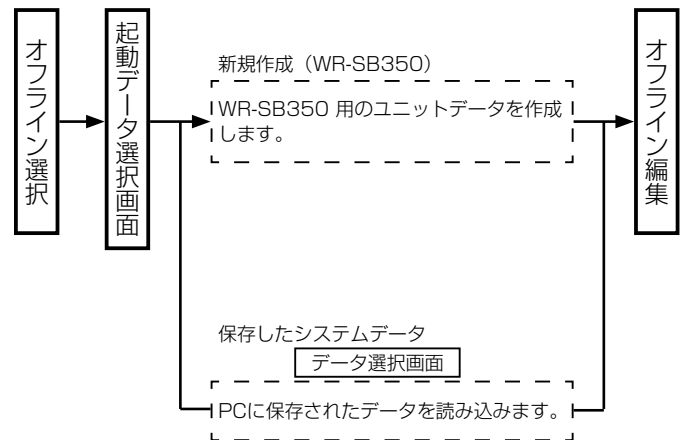 オフライン選択
起動データ選択画面
新規作成（WR-SB350）
WR-SB350 用のユニットデータを作成
します。
保存したシステムデータ
データ選択画面
PCに保存されたデータを読み込みます。
オフライン編集